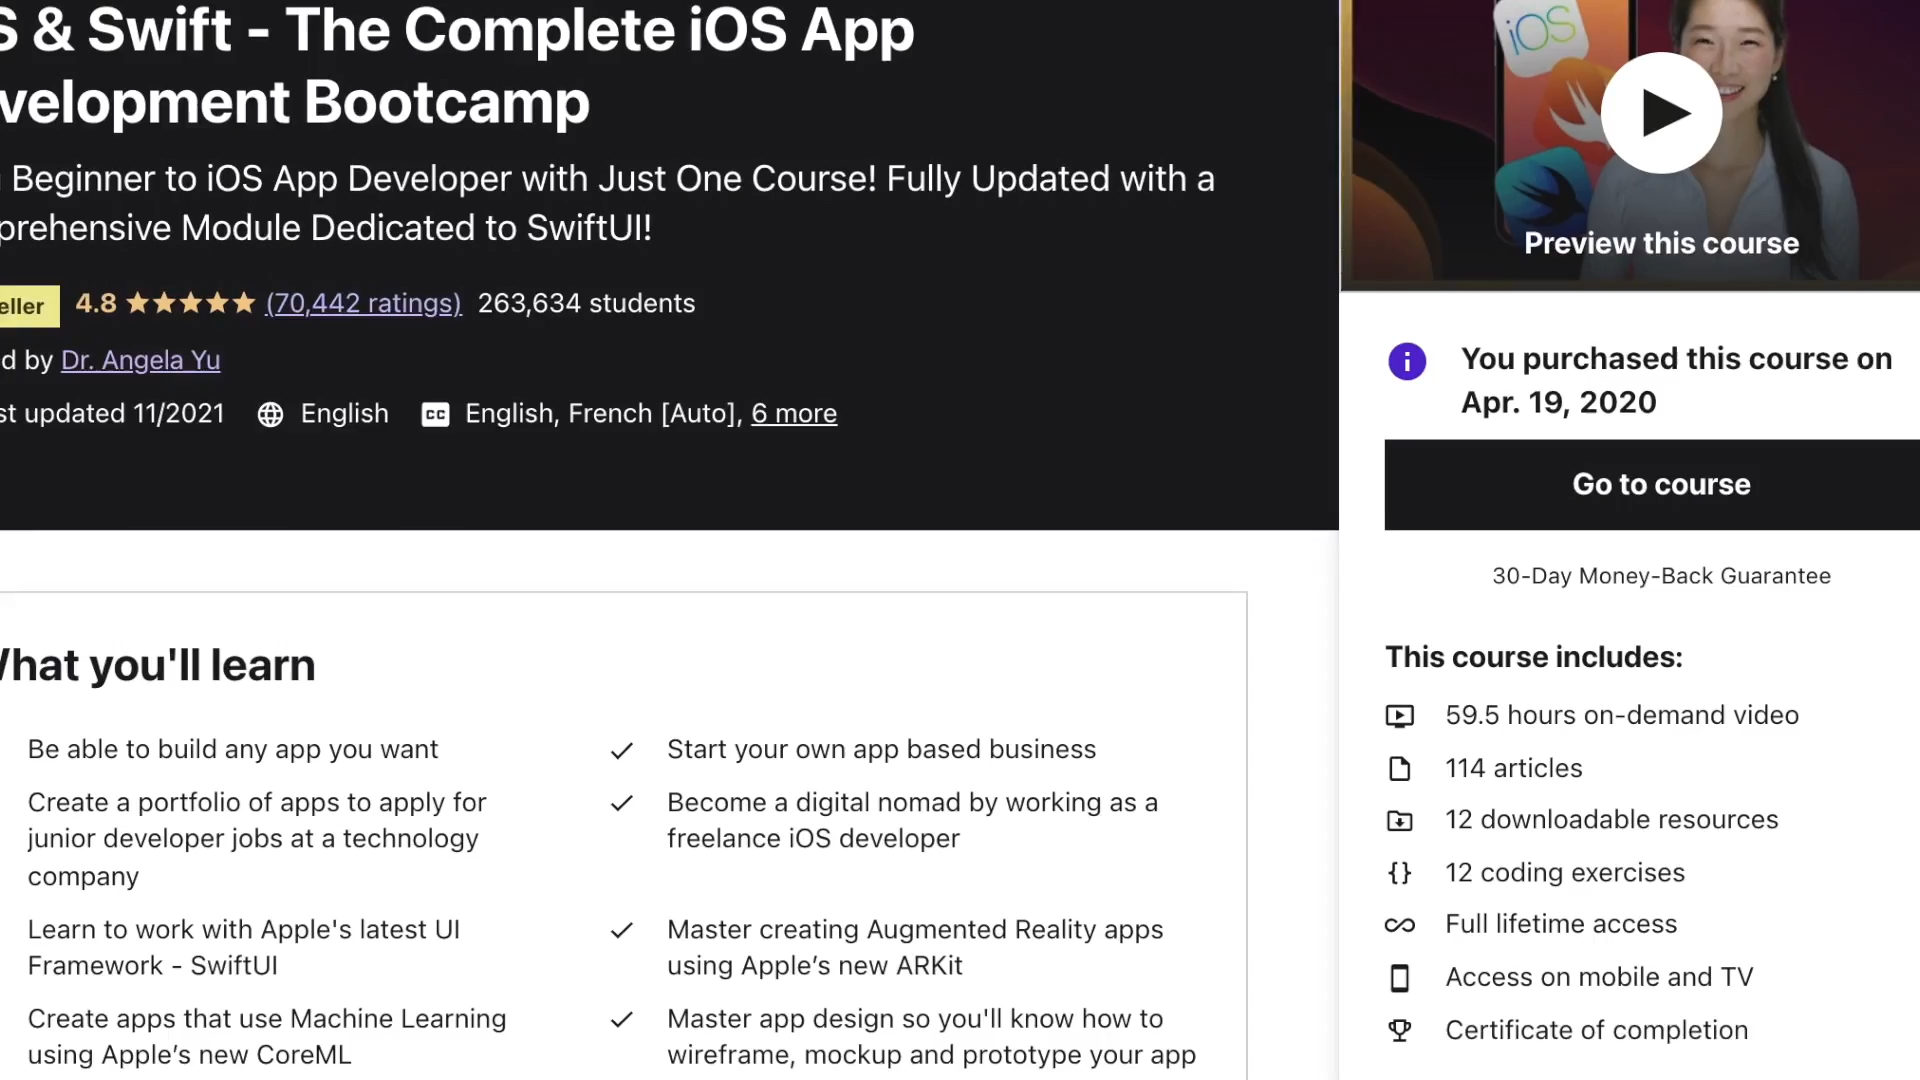 S & Swift - The Complete iOS App
velopment Bootcamp
Beginner to iOS App Developer with Just One Course! Fully Updated with a
prehensive Module Dedicated to SwiftUI!
eller 4.8 (70,442 ratings) 263,634 students
d by Dr. Angela Yu
st updated 11/2021 English CC English, French [Auto], 6 more
What you'll learn
Be able to build any app you want
Start your own app based business
Create a portfolio of apps to apply for
junior developer jobs at a technology
company
Become a digital nomad by working as a
freelance iOS developer
Learn to work with Apple's latest UI
Framework - SwiftUI
Master creating Augmented Reality apps
using Apple’s new ARKit
Create apps that use Machine Learning
using Apple’s new CoreML
Master app design so you'll know how to
wireframe, mockup and prototype your app
iOS
Preview this course
You purchased this course on
Apr. 19, 2020
Go to course
30-Day Money-Back Guarantee
This course includes:
59.5 hours on-demand video
114 articles
12 downloadable resources
12 coding exercises
Full lifetime access
Access on mobile and TV
Certificate of completion